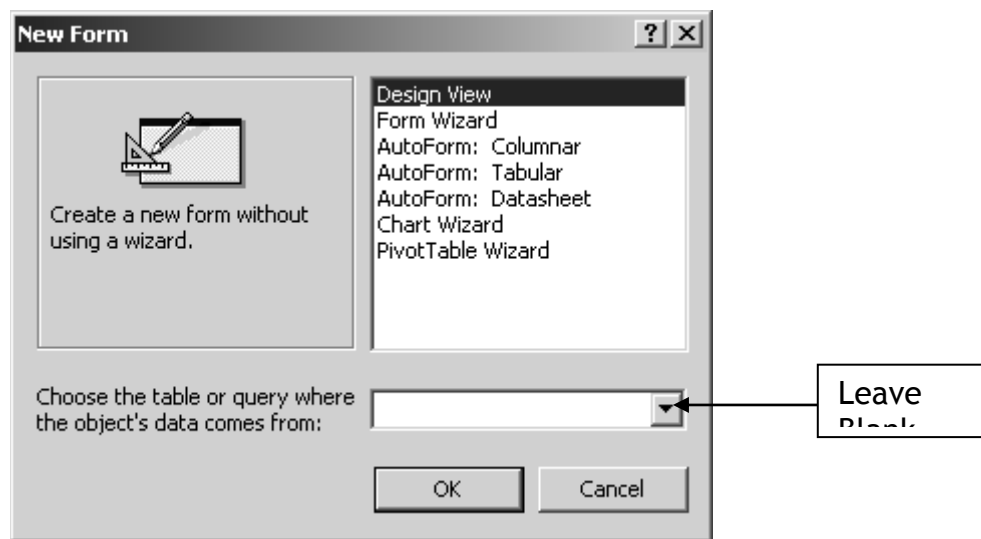 New Form
Design View
Form Wizard
AutoForm: Columnar
AutoForm: Tabular
AutoForm: Datasheet
Chart Wizard
PivotTable Wizard
Create a new form without
using a wizard.
Choose the table or query where
the object's data comes from:
Leave
Blank
OK
Cancel